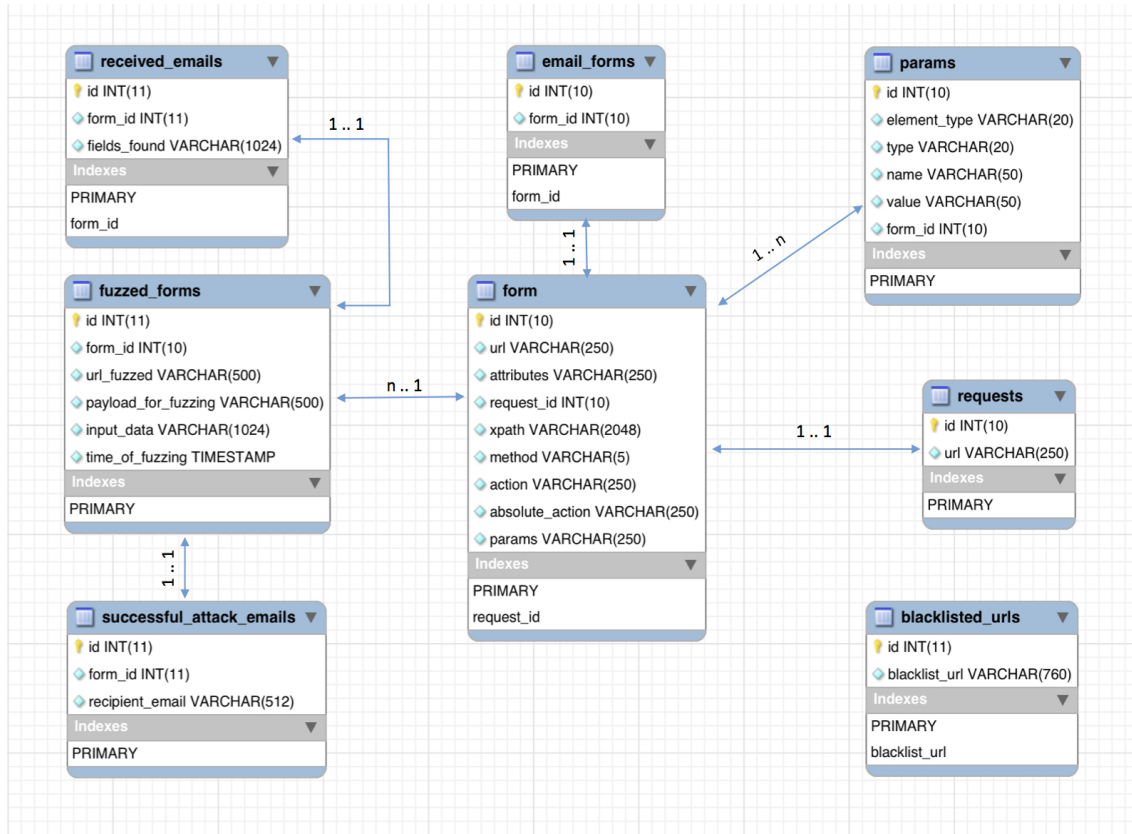 received_emails
id INT(11)
form_id INT(11)
fields_found VARCHAR(1024)
Indexes
PRIMARY
form_id
1 .. 1
email_forms
id INT(10)
form_id INT(10)
Indexes
PRIMARY
form_id
1 .. 1
params
id INT(10)
element_type VARCHAR(20)
type VARCHAR(20)
name VARCHAR(50)
value VARCHAR(50)
form_id INT(10)
Indexes
PRIMARY
1 .. n
fuzzed_forms
id INT(11)
form_id INT(10)
url_fuzzed VARCHAR(500)
payload_for_fuzzing VARCHAR(500)
input_data VARCHAR(1024)
time_of_fuzzing TIMESTAMP
Indexes
PRIMARY
n .. 1
form
id INT(10)
url VARCHAR(250)
attributes VARCHAR(250)
request_id INT(10)
xpath VARCHAR(2048)
method VARCHAR(5)
action VARCHAR(250)
absolute_action VARCHAR(250)
params VARCHAR(250)
Indexes
PRIMARY
request_id
1 .. 1
requests
id INT(10)
url VARCHAR(250)
Indexes
PRIMARY
1 .. 1
successful_attack_emails
id INT(11)
form_id INT(11)
recipient_email VARCHAR(512)
Indexes
PRIMARY
blacklisted_urls
id INT(11)
blacklist_url VARCHAR(760)
Indexes
PRIMARY
blacklist_url